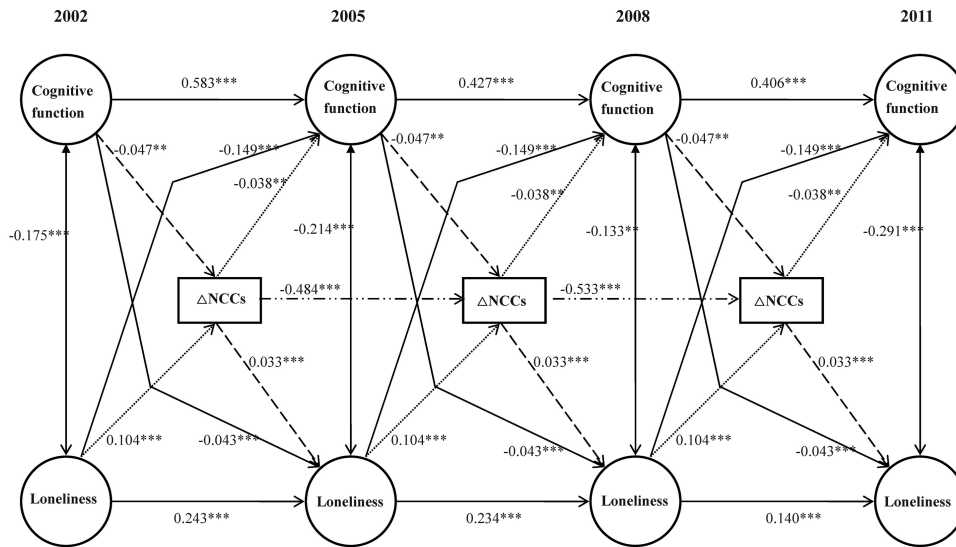 2002 2005 2008 2011
Cognitive Cognitive Cognitive Cognitive
function function function function
0.583*** 0.427*** 0.406***
-0.047** -0.149*** -0.047** -0.149*** -0.047** -0.149***
-0.038** -0.038** -0.038**
-0.175*** -0.214*** -0.133** -0.291***
△NCCs -0.484*** △NCCs -0.533*** △NCCs
0.033*** 0.033*** 0.033***
0.104*** -0.043*** 0.104*** -0.043*** 0.104*** -0.043***
Loneliness Loneliness Loneliness Loneliness
0.243*** 0.234*** 0.140***